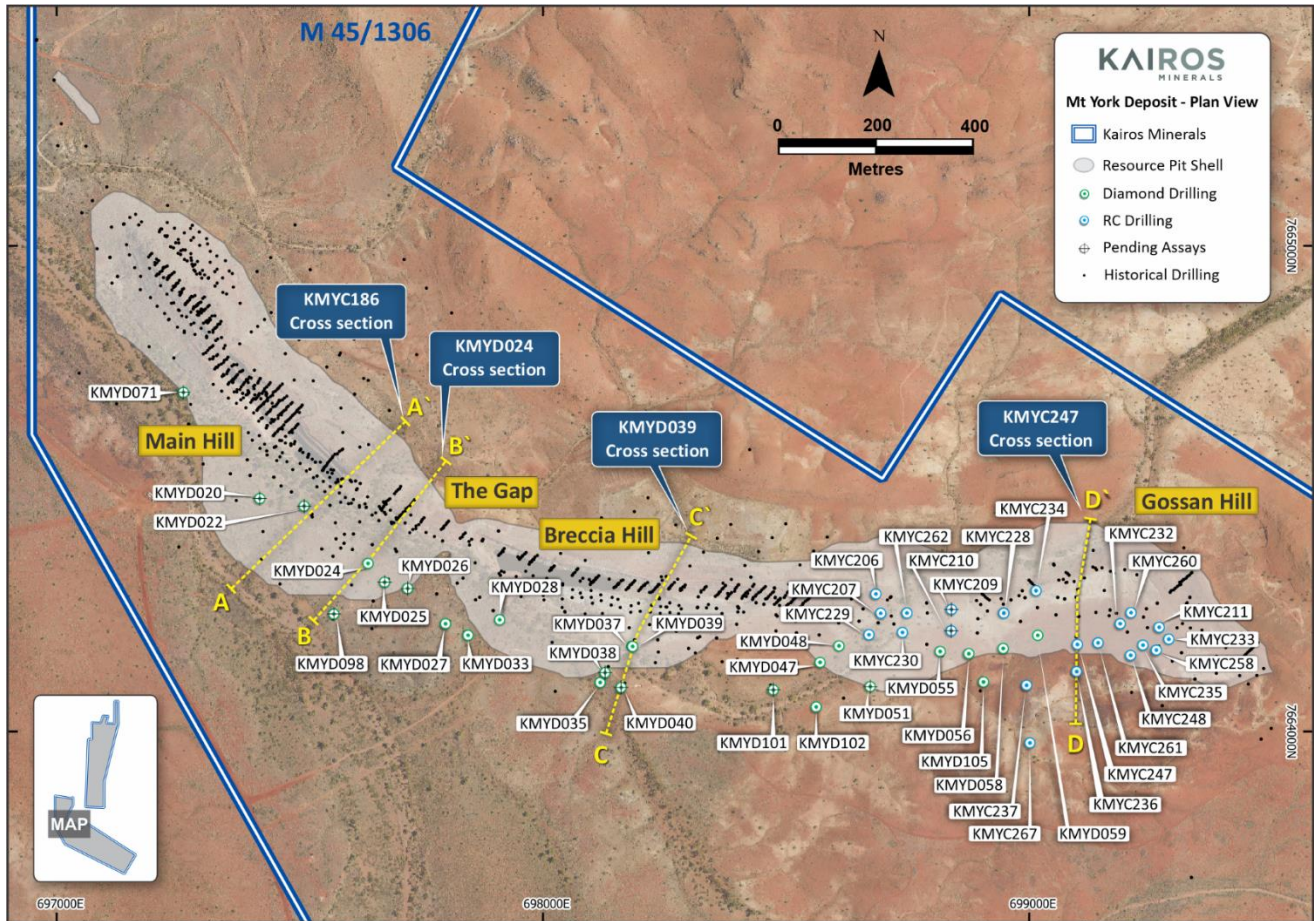 M 45/1306
N
0 200 400
Metres
KAIROS
MINERALS
Mt York Deposit - Plan View
Kairos Minerals
Resource Pit Shell
Diamond Drilling
RC Drilling
Pending Assays
Historical Drilling
7665000N
KMYC186
Cross section
KMYD024
Cross section
KMYD039
Cross section
KMYC247
Cross section
KMYD071
Main Hill
A`
B`
The Gap
Breccia Hill
C`
D`
Gossan Hill
KMYD020
KMYD022
KMYC234
KMYC262
KMYC228
KMYC232
KMYC206
KMYC210
KMYC260
KMYC207
KMYC209
KMYC211
KMYC229
KMYC233
KMYC230
KMYC258
KMYC235
KMYD024
KMYD026
KMYD025
KMYD028
A
B
KMYD098
KMYD027
KMYD033
KMYD037
KMYD039
KMYD038
KMYD035
KMYD040
C
KMYD048
KMYD047
KMYD101
KMYD102
KMYD051
KMYD055
KMYD056
KMYD105
KMYD058
KMYC237
KMYC267
KMYD059
D
KMYC248
KMYC261
KMYC247
KMYC236
7664000N
MAP
697000E
698000E
699000E